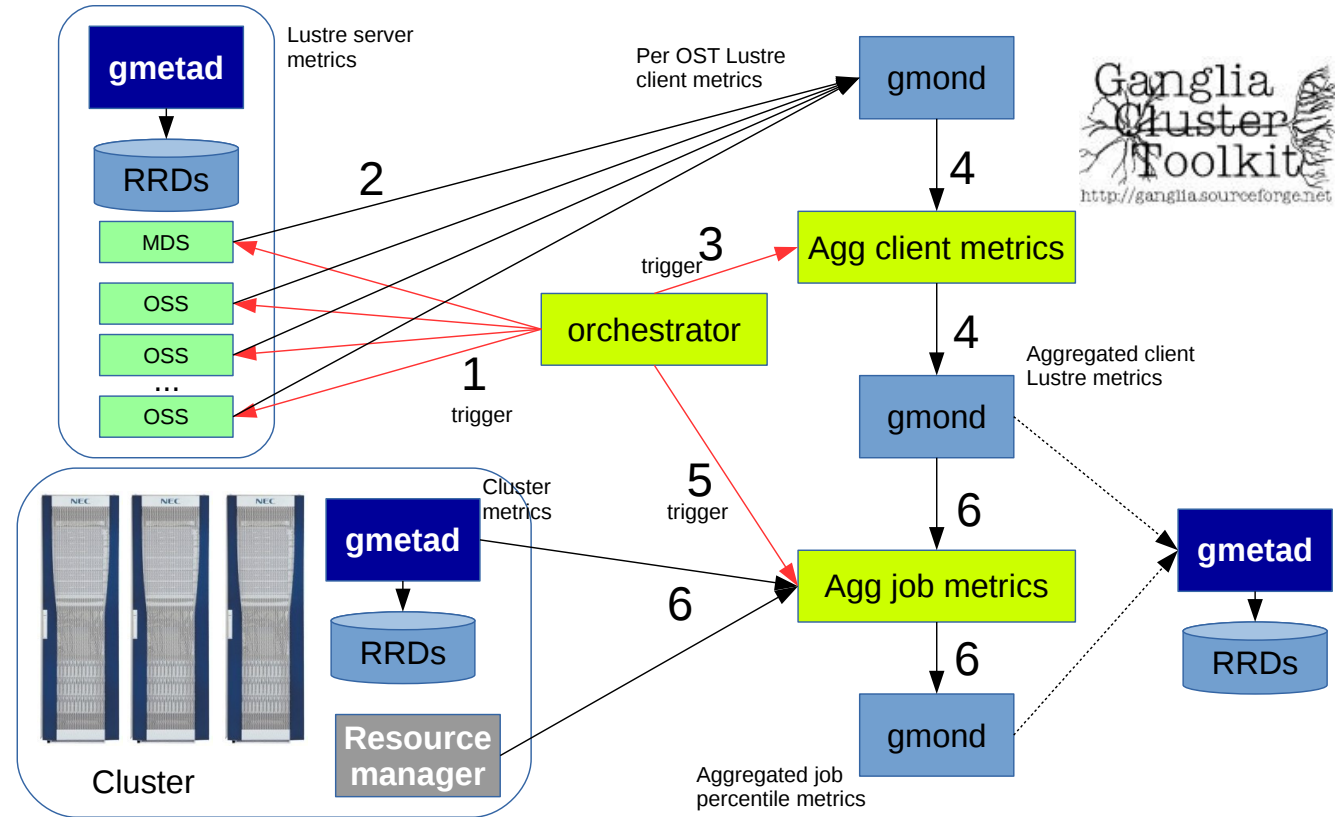 gmetad
RRDs
Lustre server
metrics
MDS
OSS
OSS
...
OSS
2
1
trigger
Per OST Lustre
client metrics
gmond
4
Ganglia
Cluster
Toolkit
http://ganglia.sourceforge.net
3
trigger
Agg client metrics
orchestrator
4
Aggregated client
Lustre metrics
gmond
5
trigger
6
NEC
NEC
NEC
Cluster
metrics
gmetad
RRDs
Resource
manager
Cluster
6
Agg job metrics
6
gmond
Aggregated job
percentile metrics
gmetad
RRDs